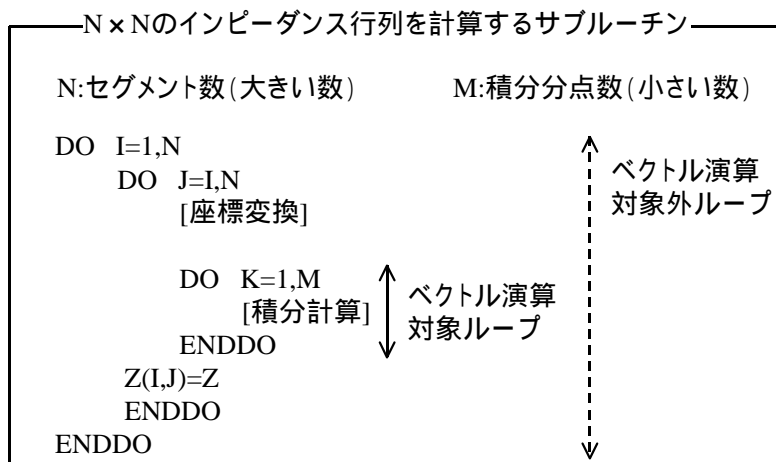 N×Nのインピーダンス行列を計算するサブルーチン
N:セグメント数(大きい数) M:積分分点数(小さい数)
DO I=1,N
DO J=I,N
[座標変換]
DO K=1,M
[積分計算]
ENDDO
Z(I,J)=Z
ENDDO
ENDDO
ベクトル演算
対象ループ
ベクトル演算
対象外ループ